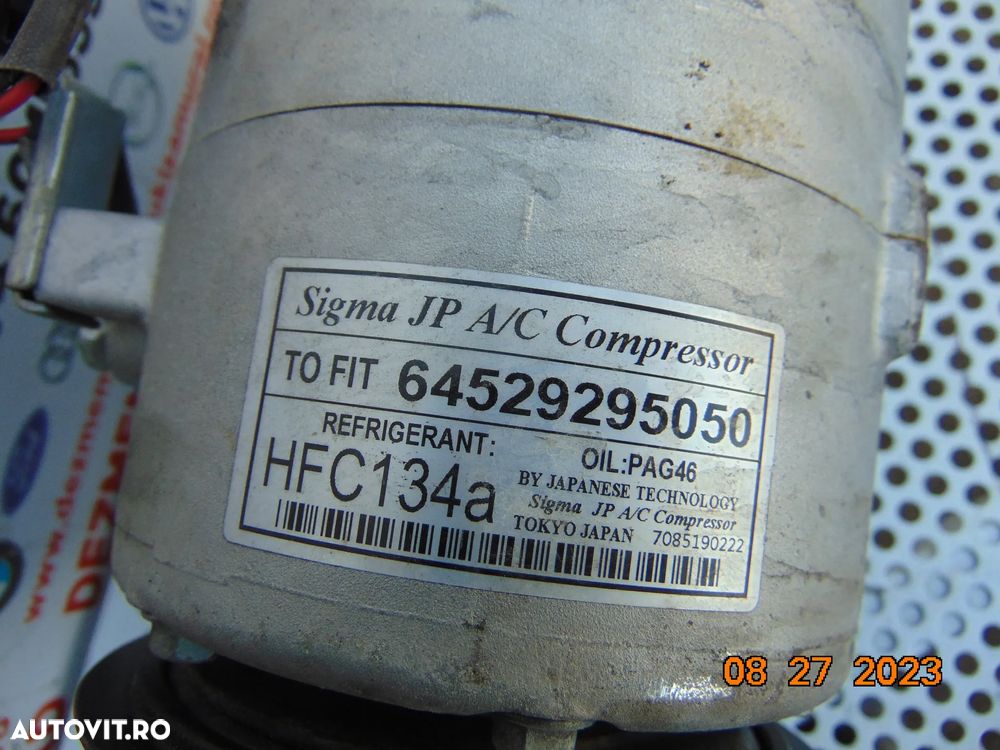 Sigma JP A/C Compressor
TO FIT 64529295050
REFRIGERANT:
HFC134a
OIL:PAG46
BY JAPANESE TECHNOLOGY
Sigma JP A/C Compressor
TOKYO JAPAN 7085190222
08 27 2023
AUTOVIT.RO